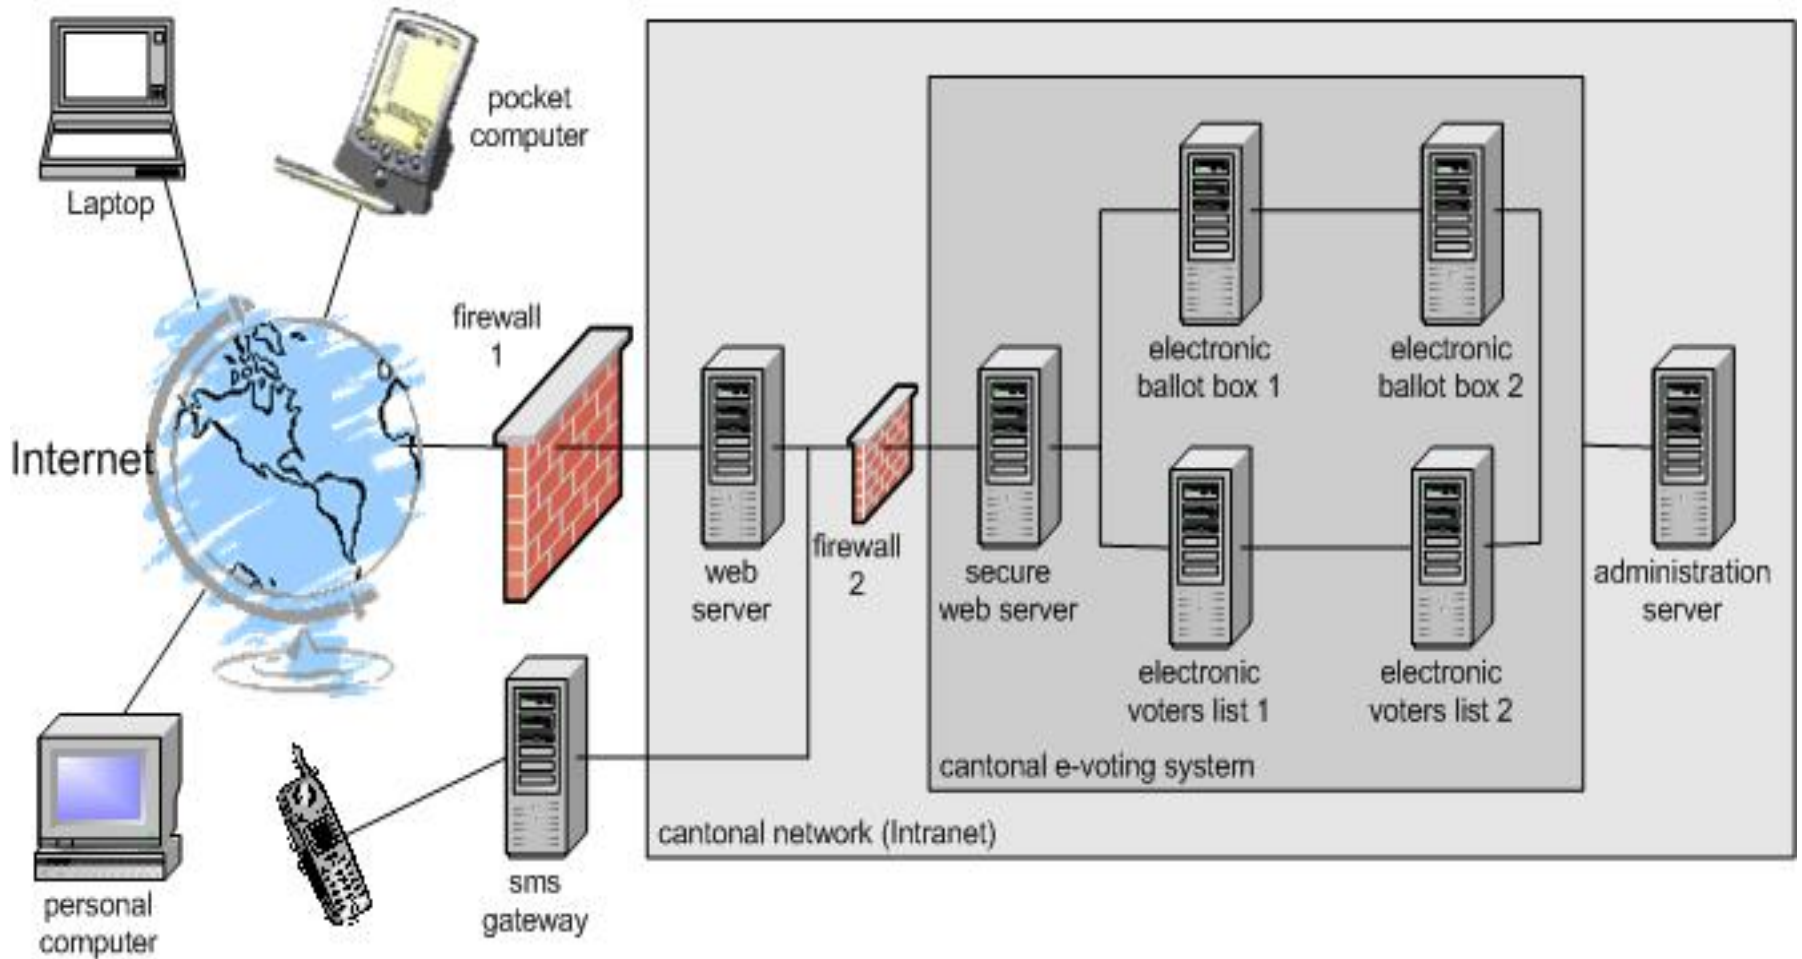 Laptop
pocket
computer
Internet
firewall
1
web
server
firewall
2
secure
web server
electronic
ballot box 1
electronic
ballot box 2
electronic
voters list 1
electronic
voters list 2
administration
server
cantonal e-voting system
cantonal network (Intranet)
personal
computer
sms
gateway